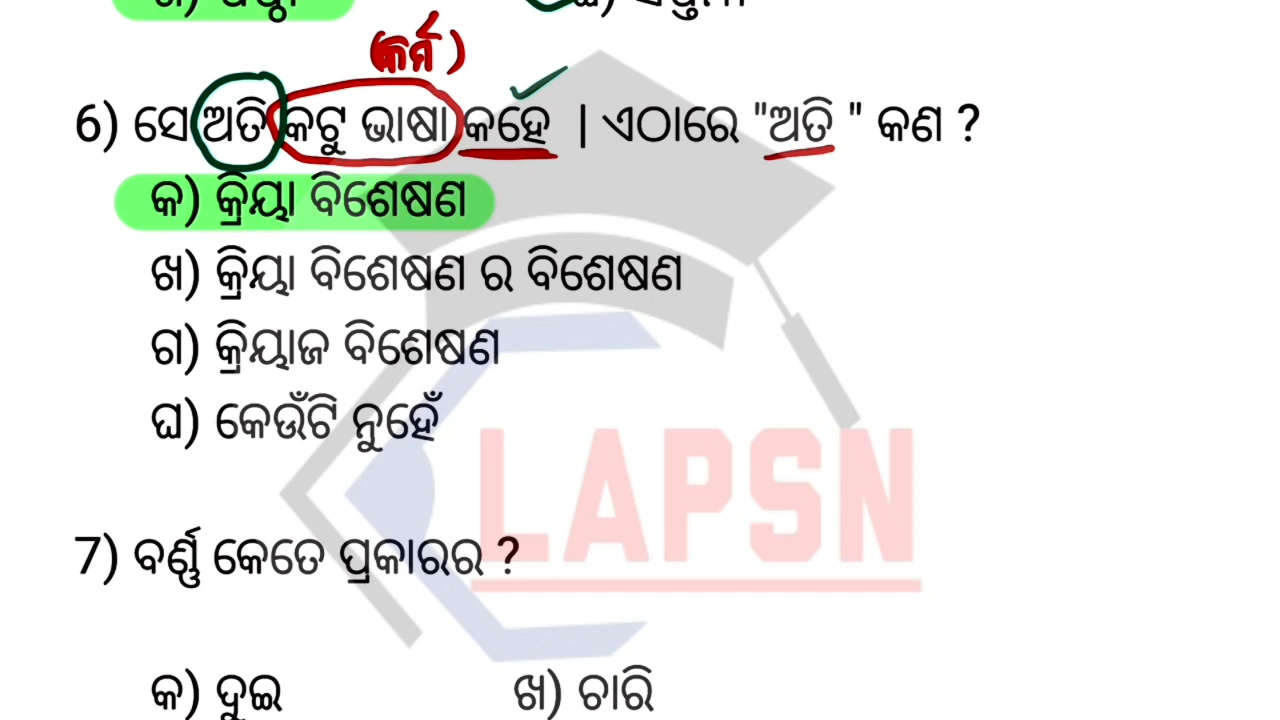 (କର୍ମ)
6) ସେ ଅତି କଟୁ ଭାଷା କହେ | ଏଠାରେ "ଅତି " କଣ ?
କ) କ୍ରିୟା ବିଶେଷଣ
ଖ) କ୍ରିୟା ବିଶେଷଣ ର ବିଶେଷଣ
ଗ) କ୍ରିୟାଜ ବିଶେଷଣ
ଘ) କେଉଁଟି ନୁହେଁ
LAPSN
7) ବର୍ଣ୍ଣ କେତେ ପ୍ରକାରର ?
କ) ଦୁଇ ଖ) ଚାରି